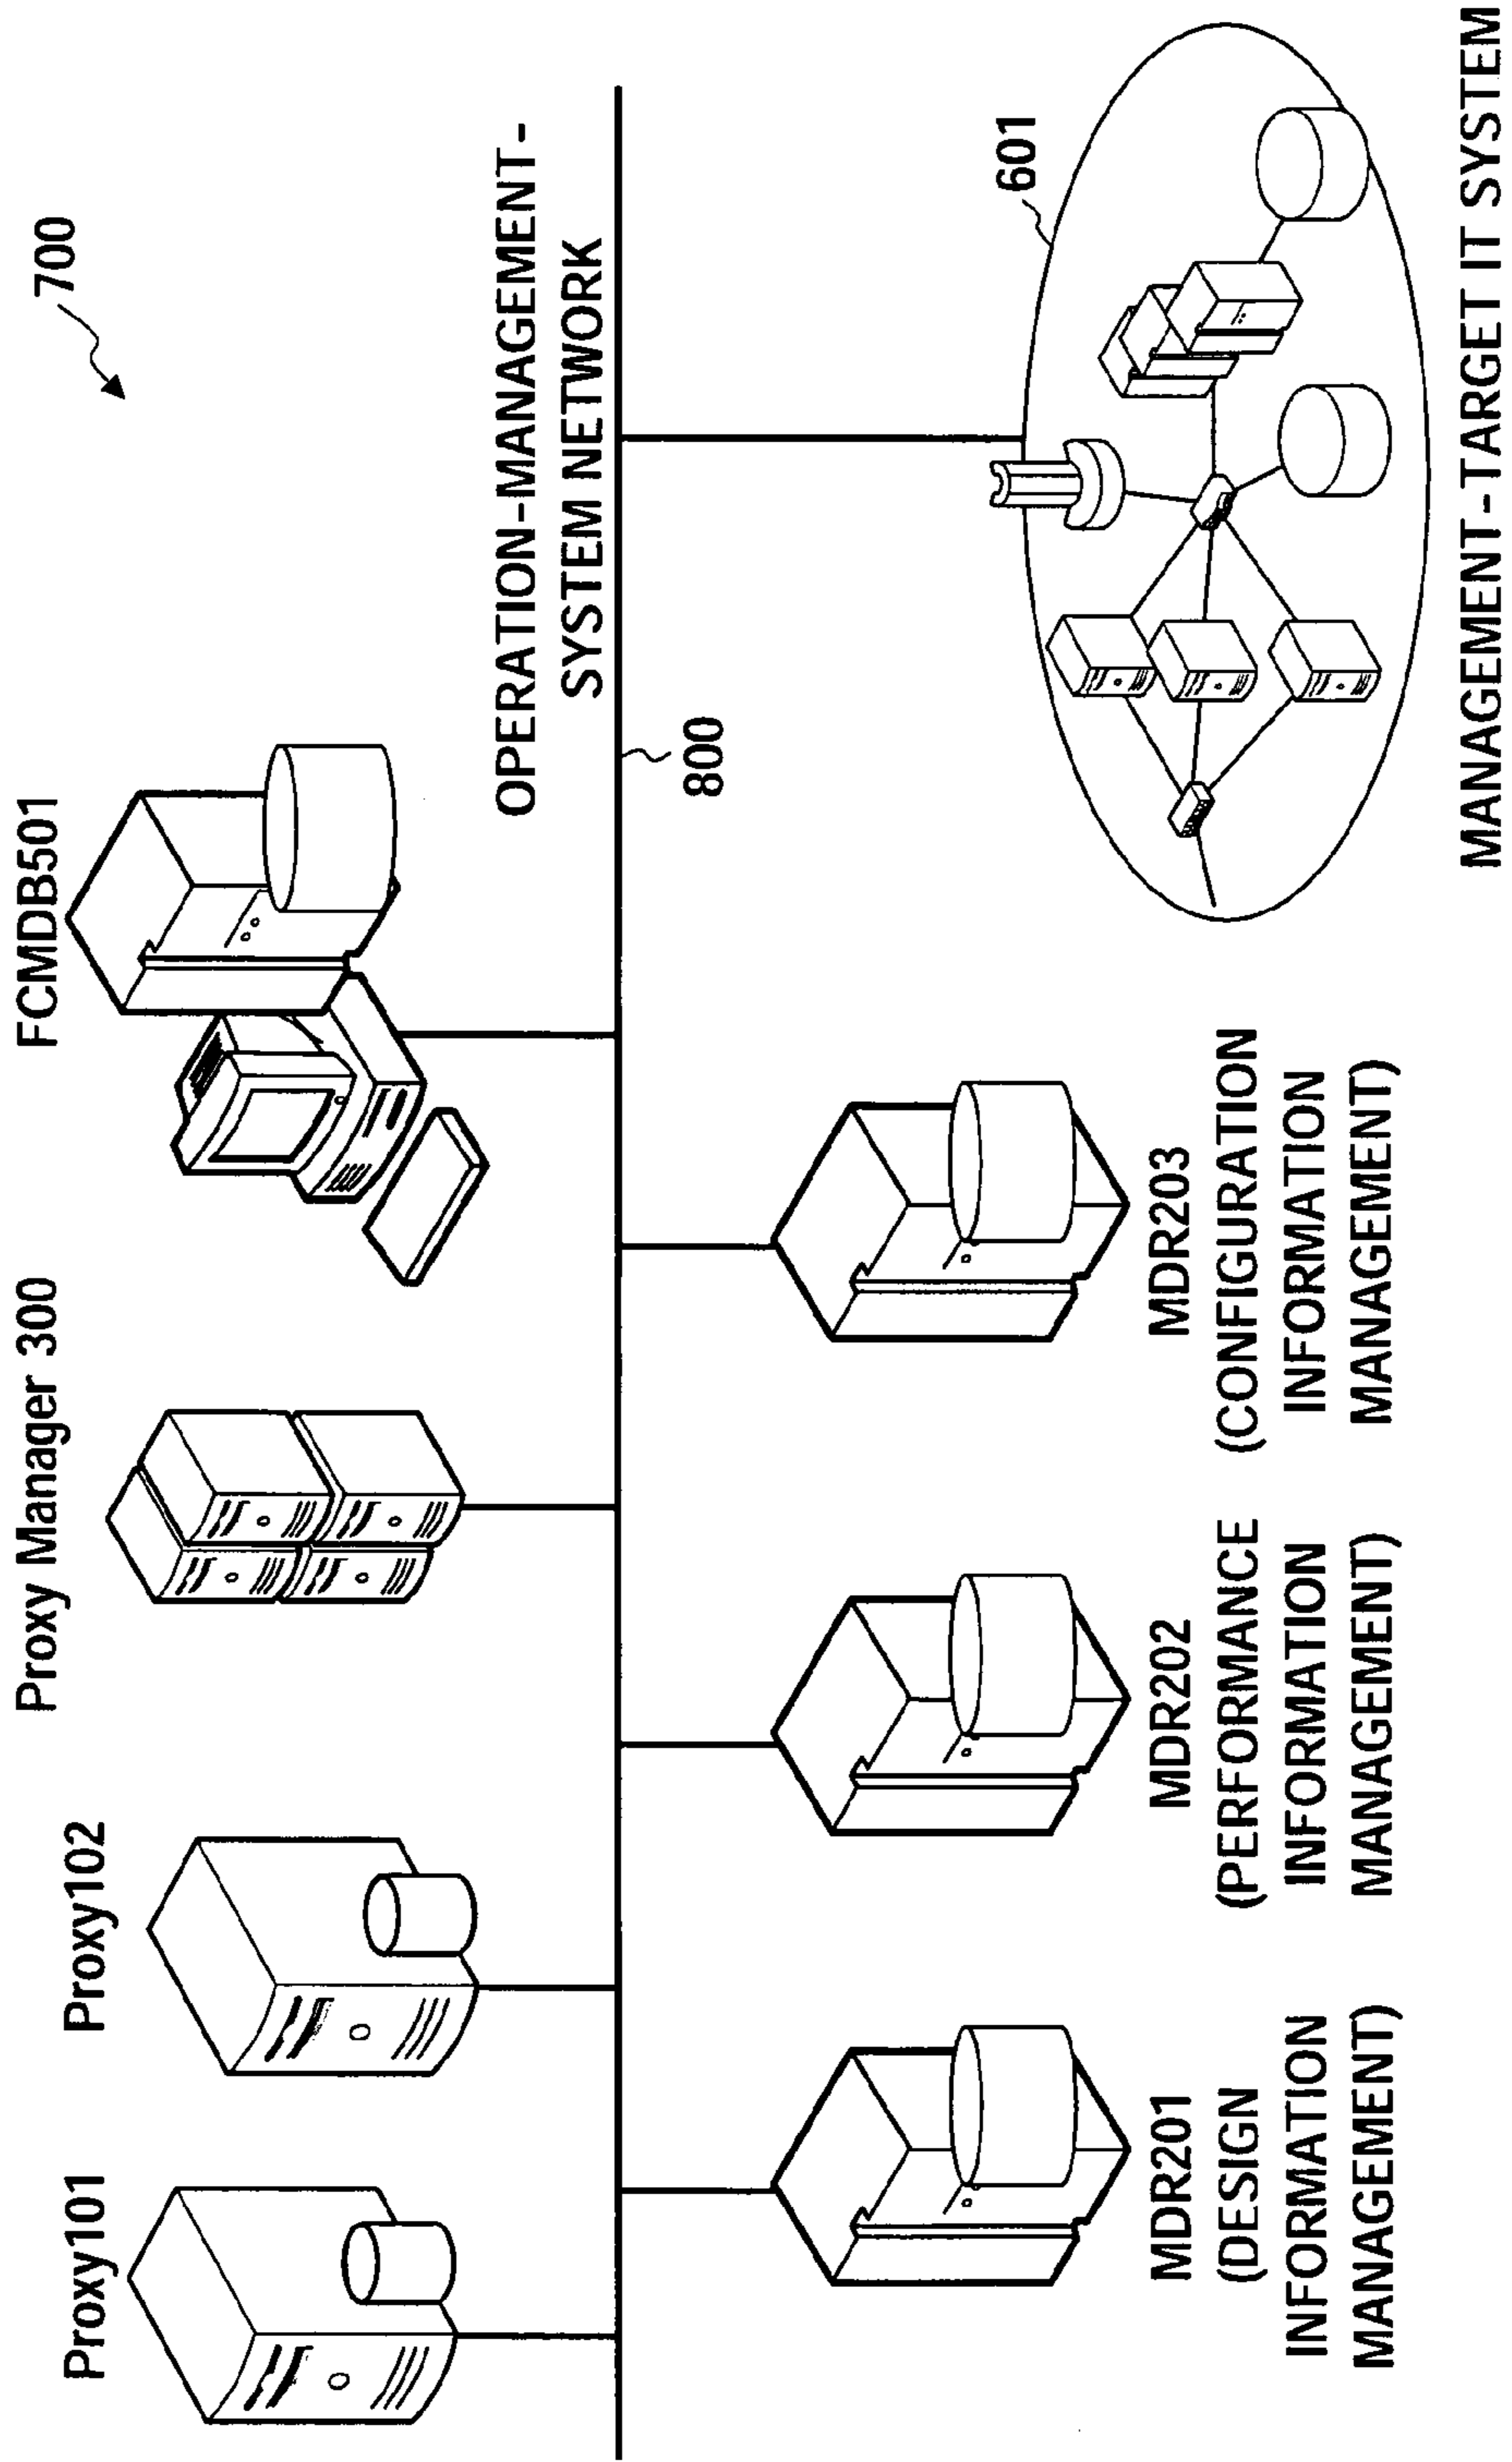 700
Proxy101
Proxy102
Proxy Manager 300
FCMDB501
OPERATION-MANAGEMENT-
SYSTEM NETWORK
800
601
MDR201
(DESIGN
INFORMATION
MANAGEMENT)
MDR202
(PERFORMANCE
INFORMATION
MANAGEMENT)
MDR203
(CONFIGURATION
INFORMATION
MANAGEMENT)
MANAGEMENT-TARGET IT SYSTEM